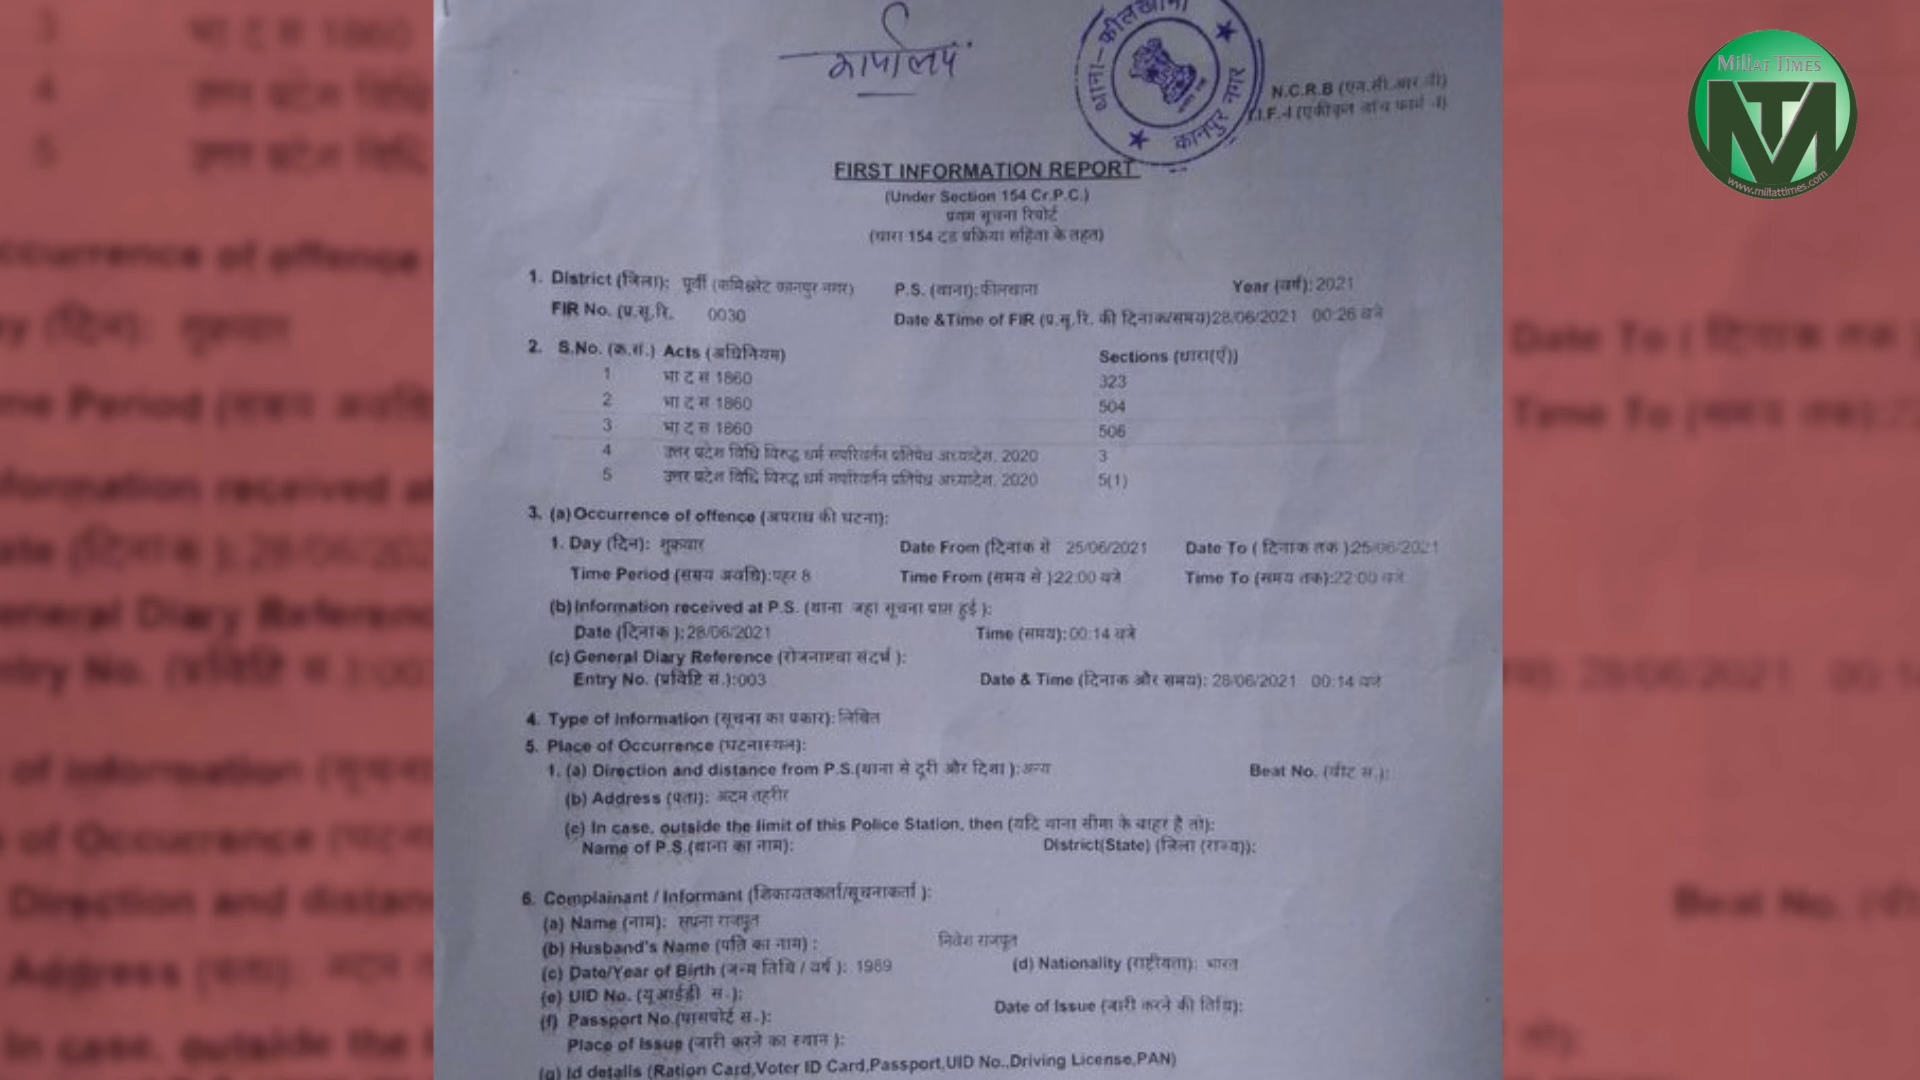 कार्यालय
थाना-फीलखाना
कानपुर नगर
MILLAT TIMES
www.millattimes.com
N.C.R.B (एन.सी.आर.बी)
I.I.F.-I (एकीकृत जाँच फार्म -I)
FIRST INFORMATION REPORT
(Under Section 154 Cr.P.C.)
प्रथम सूचना रिपोर्ट
(धारा 154 दंड प्रक्रिया संहिता के तहत)
1. District (जिला): पूर्वी (कमिश्नरेट कानपुर नगर) P.S. (थाना): फीलखाना Year (वर्ष): 2021
FIR No. (प्र.सू.रि. 0030 Date &Time of FIR (प्र.सू.रि. की दिनांक/समय) 28/06/2021 00:26 बजे
2. S.No. (क्र.सं.) Acts (अधिनियम) Sections (धारा(एँ))
1 भा द स 1860 323
2 भा द स 1860 504
3 भा द स 1860 506
4 उत्तर प्रदेश विधि विरुद्ध धर्म संपरिवर्तन प्रतिषेध अध्यादेश, 2020 3
5 उत्तर प्रदेश विधि विरुद्ध धर्म संपरिवर्तन प्रतिषेध अध्यादेश, 2020 5(1)
3. (a) Occurrence of offence (अपराध की घटना):
1. Day (दिन): शुक्रवार Date From (दिनांक से 25/06/2021 Date To ( दिनांक तक ):25/06/2021
Time Period (समय अवधि): पहर 8 Time From (समय से ):22:00 बजे Time To (समय तक):22:00 बजे
(b) Information received at P.S. (थाना जहां सूचना प्राप्त हुई ):
Date (दिनांक ): 28/06/2021 Time (समय): 00:14 बजे
(c) General Diary Reference (रोजनामचा संदर्भ ):
Entry No. (प्रविष्टि सं.):003 Date & Time (दिनांक और समय): 28/06/2021 00:14 बजे
4. Type of Information (सूचना का प्रकार): लिखित
5. Place of Occurrence (घटनास्थल):
1. (a) Direction and distance from P.S.(थाना से दूरी और दिशा ): अन्य Beat No. (बीट सं.):
(b) Address (पता): अदम तहरीर
(c) In case, outside the limit of this Police Station, then (यदि थाना सीमा के बाहर है तो):
Name of P.S.(थाना का नाम): District(State) (जिला (राज्य)):
6. Complainant / Informant (शिकायतकर्ता/सूचनाकर्ता ):
(a) Name (नाम): सपना राजपूत
(b) Husband's Name (पति का नाम) : निवेश राजपूत
(c) Date/Year of Birth (जन्म तिथि / वर्ष ): 1989 (d) Nationality (राष्ट्रीयता): भारत
(e) UID No. (यूआईडी सं.):
(f) Passport No.(पासपोर्ट सं.): Date of Issue (जारी करने की तिथि):
Place of Issue (जारी करने का स्थान ):
(g) Id details (Ration Card,Voter ID Card,Passport,UID No.,Driving License,PAN)